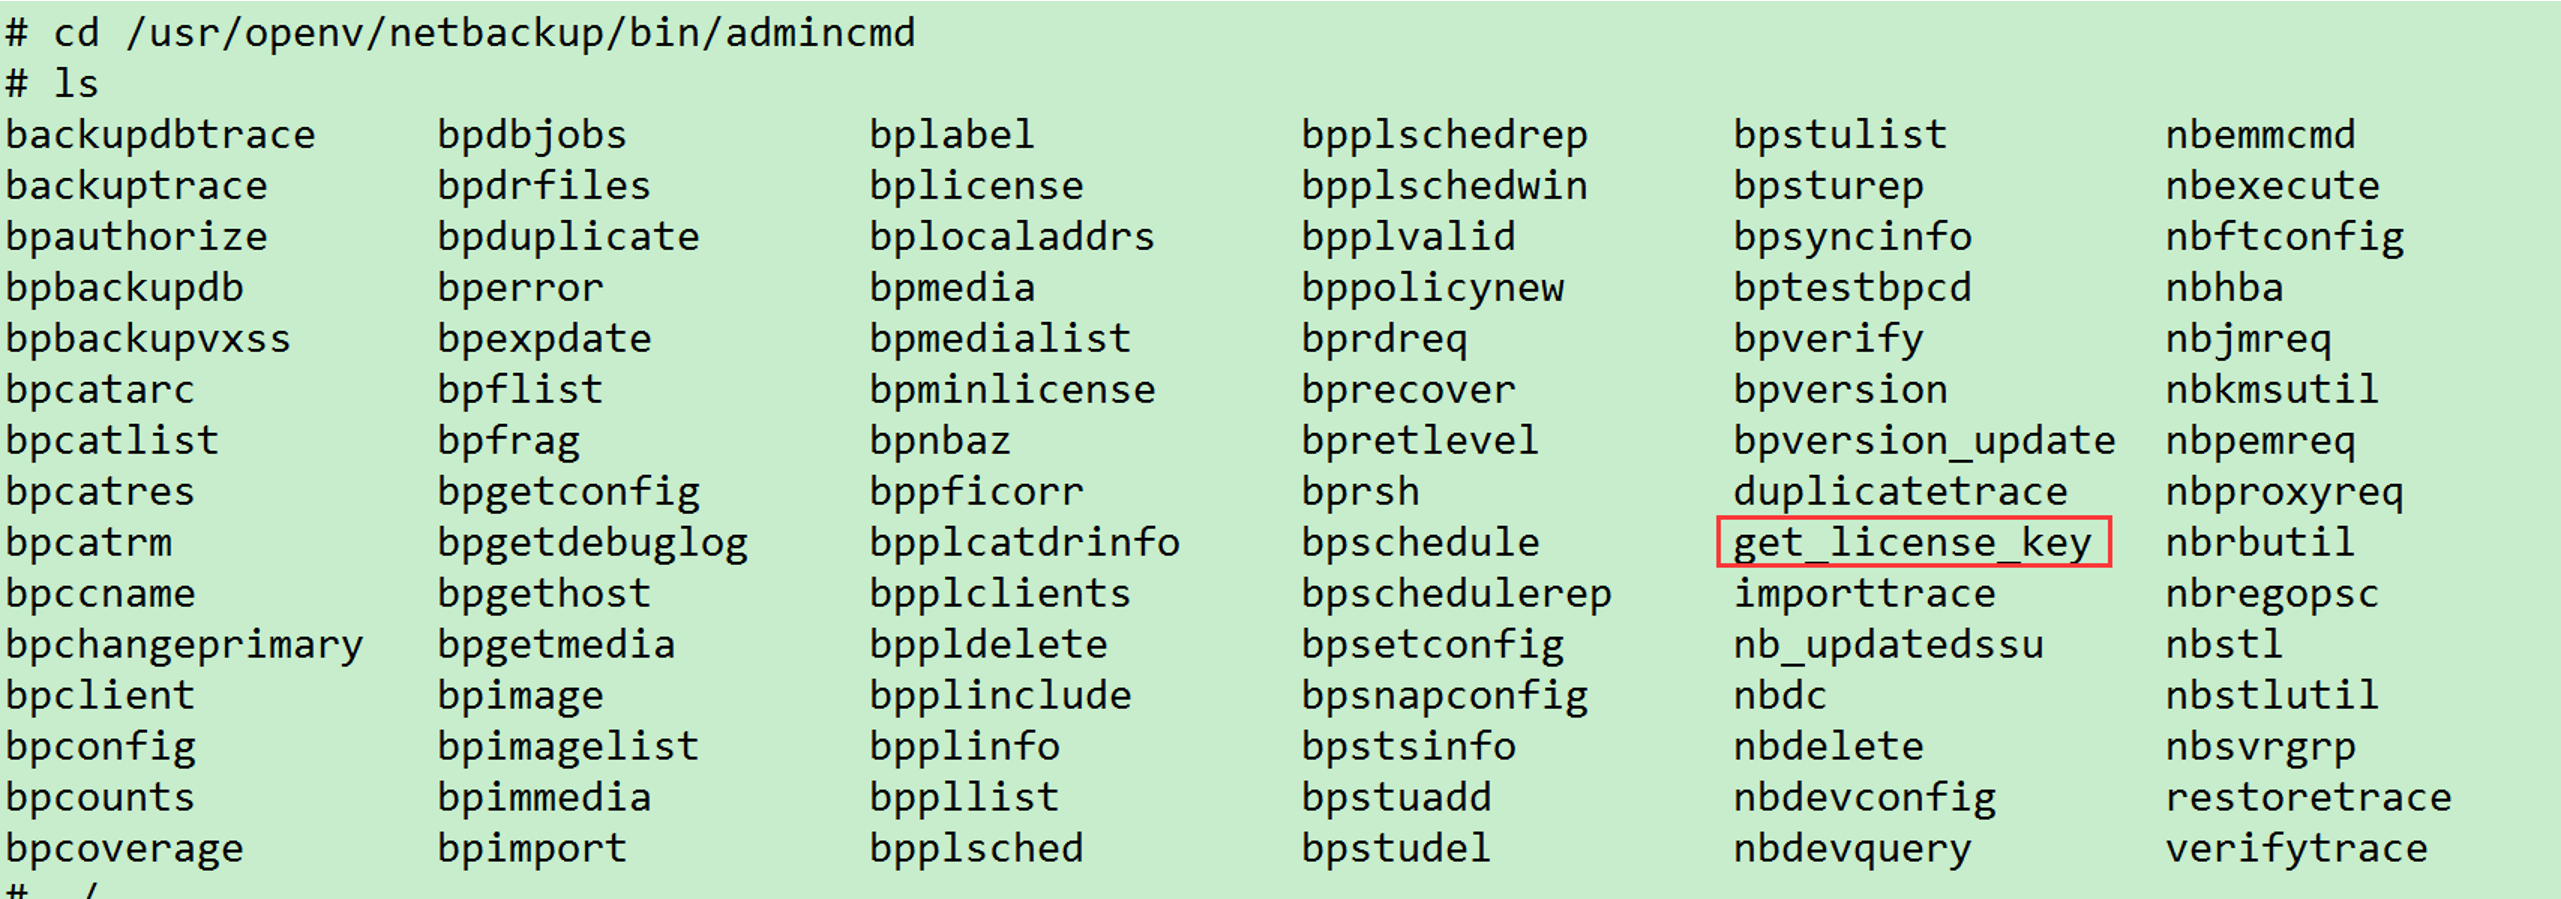 # cd /usr/openv/netbackup/bin/admincmd
# ls
backupdbtrace bpdbjobs bplabel bpplschedrep bpstulist nbemmcmd
backuptrace bpdrfiles bplicense bpplschedwin bpsturep nbexecute
bpauthorize bpduplicate bplocaladdrs bpplvalid bpsyncinfo nbftconfig
bpbackupdb bperror bpmedia bppolicynew bptestbpcd nbhba
bpbackupvxss bpexpdate bpmedialist bprdreq bpverify nbjmreq
bpcatarc bpflist bpminlicense bprecover bpversion nbkmsutil
bpcatlist bpfrag bpnbaz bpretlevel bpversion_update nbpemreq
bpcatres bpgetconfig bppficorr bprsh duplicatetrace nbproxyreq
bpcatrm bpgetdebuglog bpplcatdrinfo bpschedule get_license_key nbrbutil
bpccname bpgethost bpplclients bpschedulerep importtrace nbregopsc
bpchangeprimary bpgetmedia bppldelete bpsetconfig nb_updatedssu nbstl
bpclient bpimage bpplinclude bpsnapconfig nbdc nbstlutil
bpconfig bpimagelist bpplinfo bpstsinfo nbdelete nbsvrgrp
bpcounts bpimmedia bppllist bpstuadd nbdevconfig restoretrace
bpcoverage bpimport bpplsched bpstudel nbdevquery verifytrace